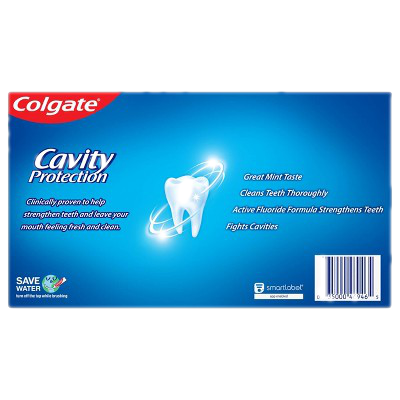 Colgate®
Cavity
Protection
Clinically proven to help
strengthen teeth and leave your
mouth feeling fresh and clean.
Great Mint Taste
Cleans Teeth Thoroughly
Active Fluoride Formula Strengthens Teeth
Fights Cavities
SAVE
WATER
turn off the tap while brushing
smartlabel®
app enabled